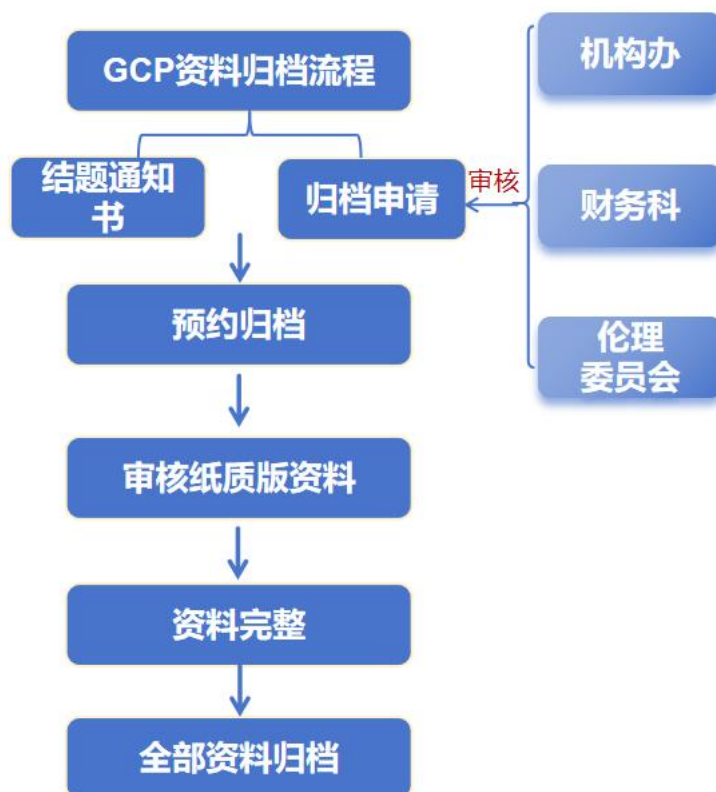 GCP资料归档流程
机构办
结题通知
书
归档申请
审核
财务科
预约归档
伦理
委员会
审核纸质版资料
资料完整
全部资料归档